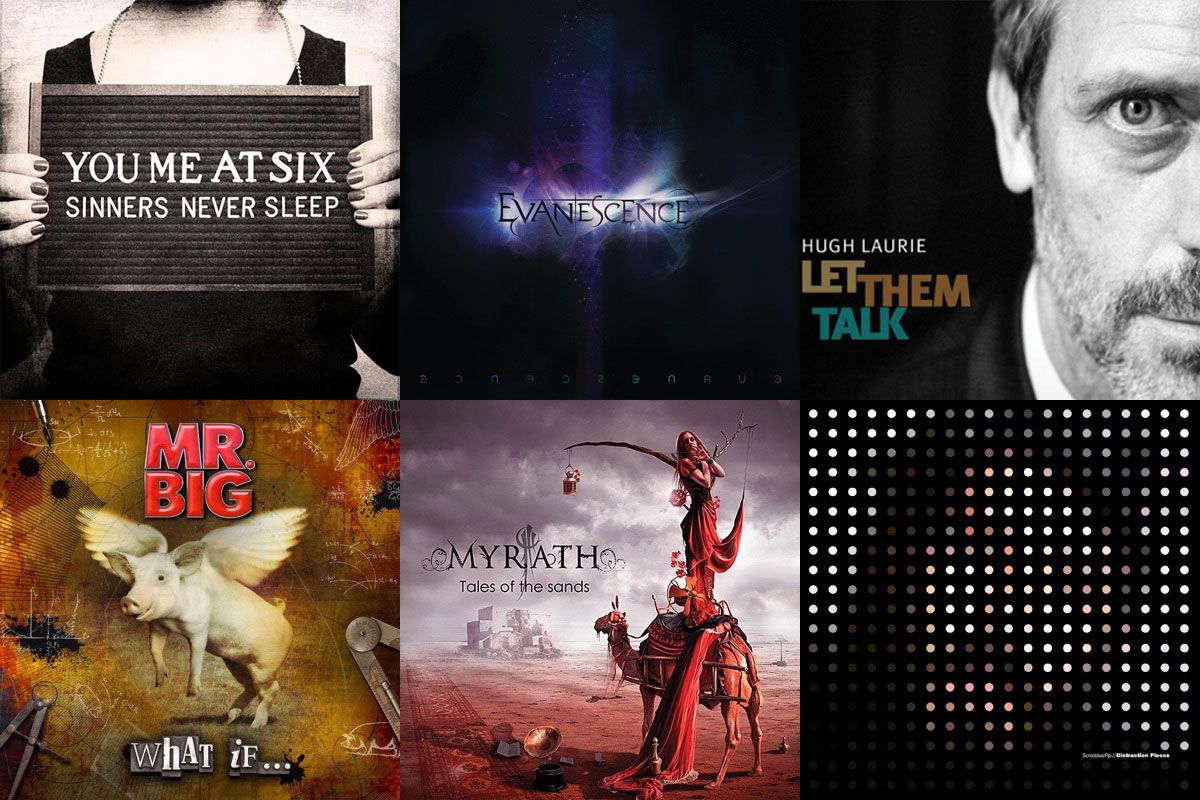 YOU ME AT SIX
SINNERS NEVER SLEEP
EVANESCENCE
HUGH LAURIE
LET THEM
TALK
MR.
BIG
WHAT iF...
MYRATH
Tales of the sands
Scroobius Pip // Distraction Pieces